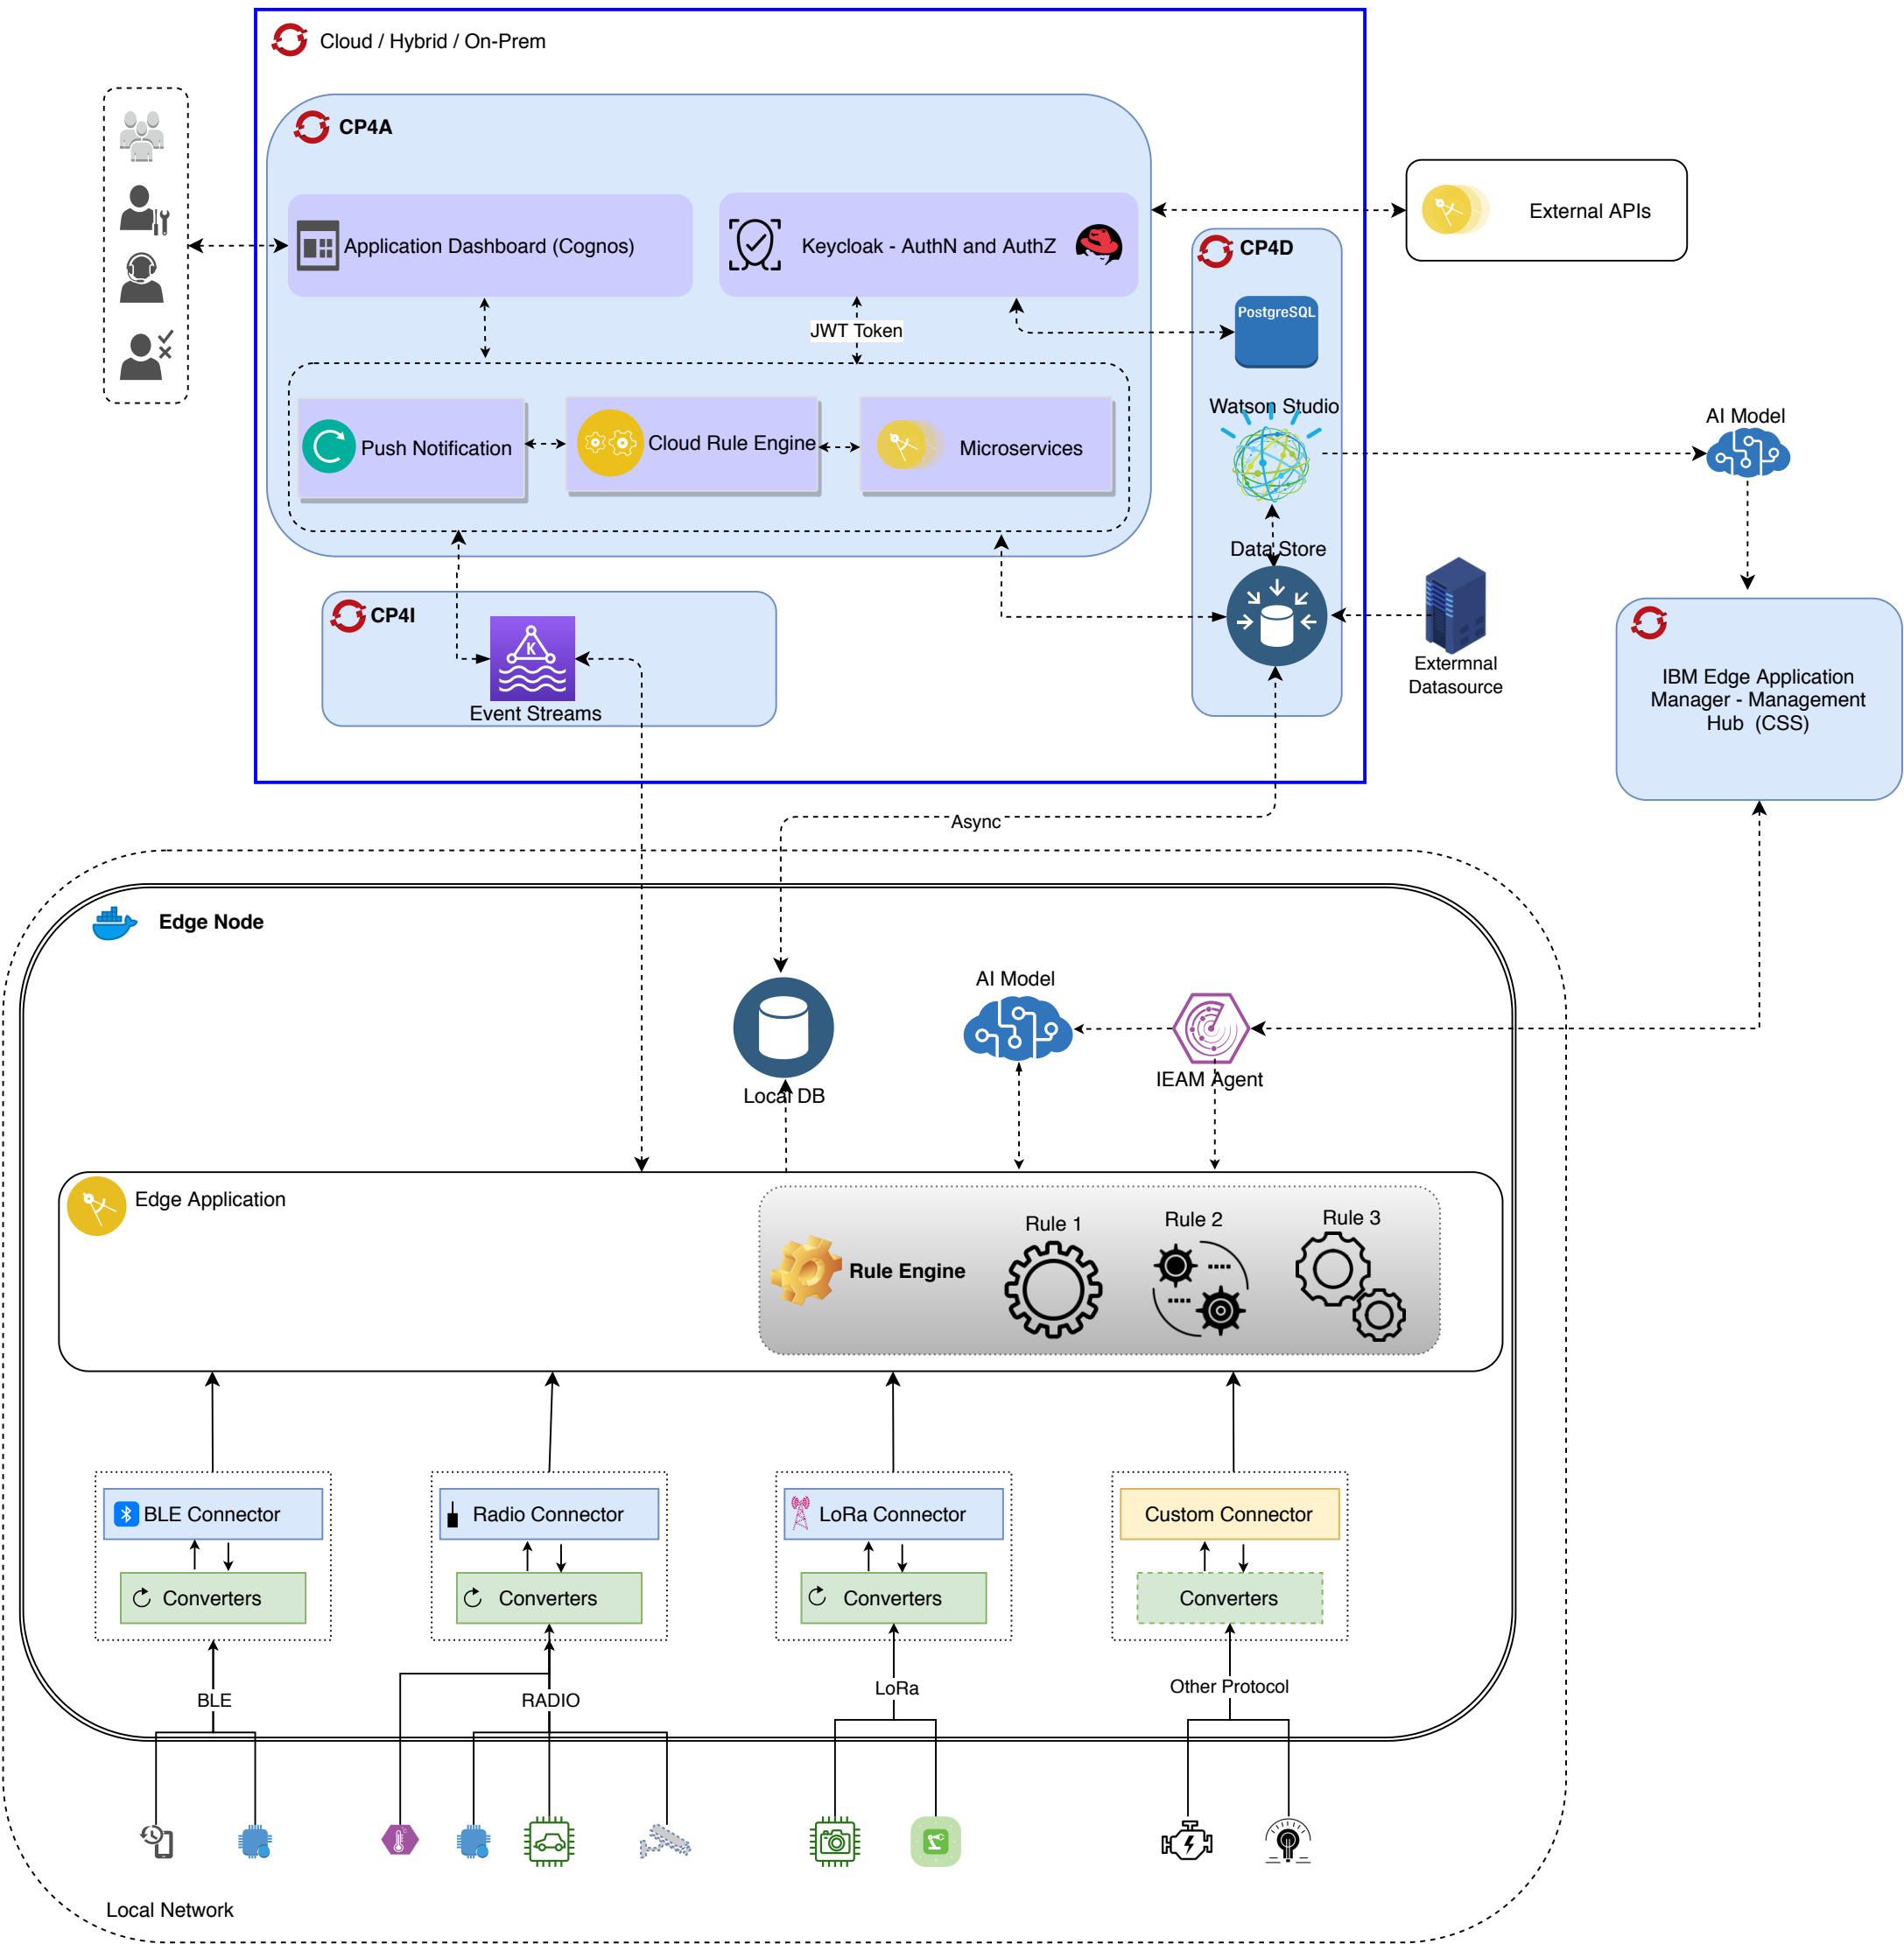 Cloud / Hybrid / On-Prem
CP4A
Application Dashboard (Cognos)
Keycloak - AuthN and AuthZ
External APIs
CP4D
PostgreSQL
JWT Token
Push Notification
Cloud Rule Engine
Microservices
Watson Studio
AI Model
Data Store
CP4I
K
Event Streams
Extermnal
Datasource
IBM Edge Application
Manager - Management
Hub (CSS)
Async
Edge Node
AI Model
Local DB
IEAM Agent
Edge Application
Rule Engine
Rule 1
Rule 2
Rule 3
BLE Connector
Radio Connector
LoRa Connector
Custom Connector
Converters
Converters
Converters
Converters
BLE
RADIO
LoRa
Other Protocol
Local Network